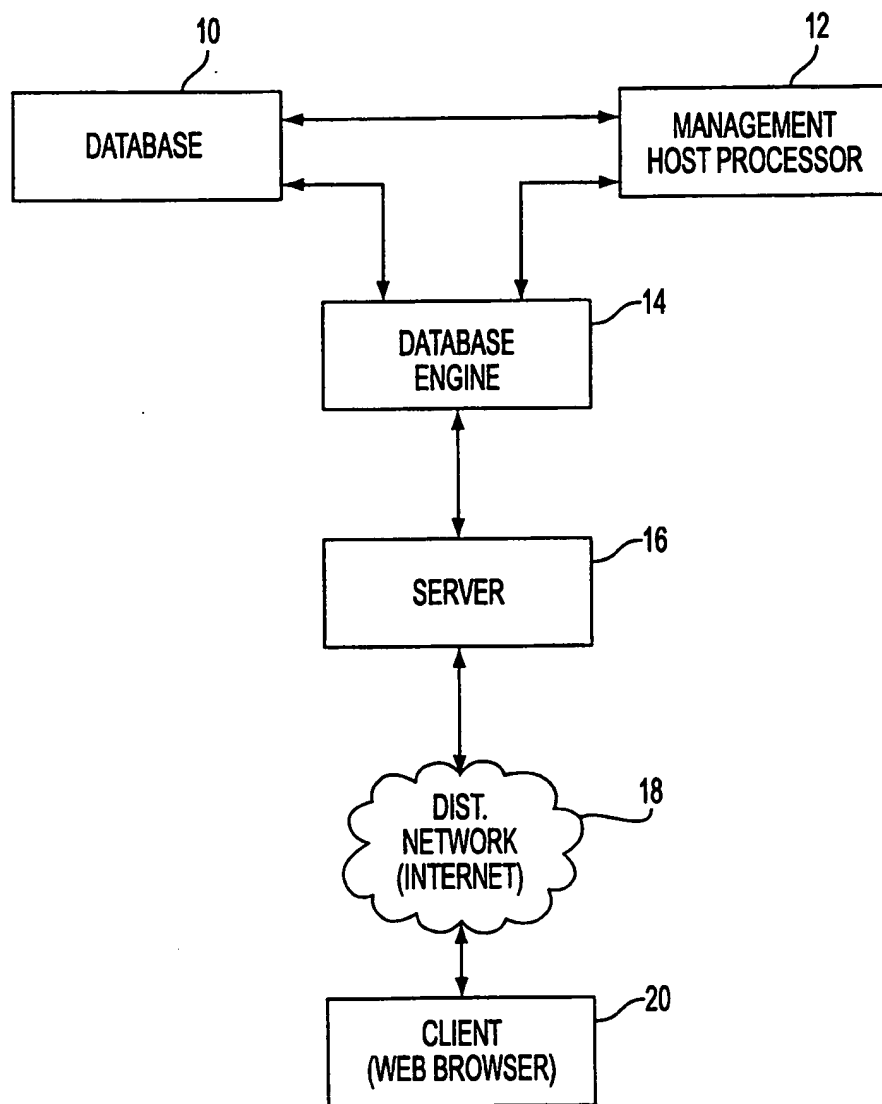 10
12
DATABASE
MANAGEMENT
HOST PROCESSOR
14
DATABASE
ENGINE
16
SERVER
18
DIST.
NETWORK
(INTERNET)
20
CLIENT
(WEB BROWSER)